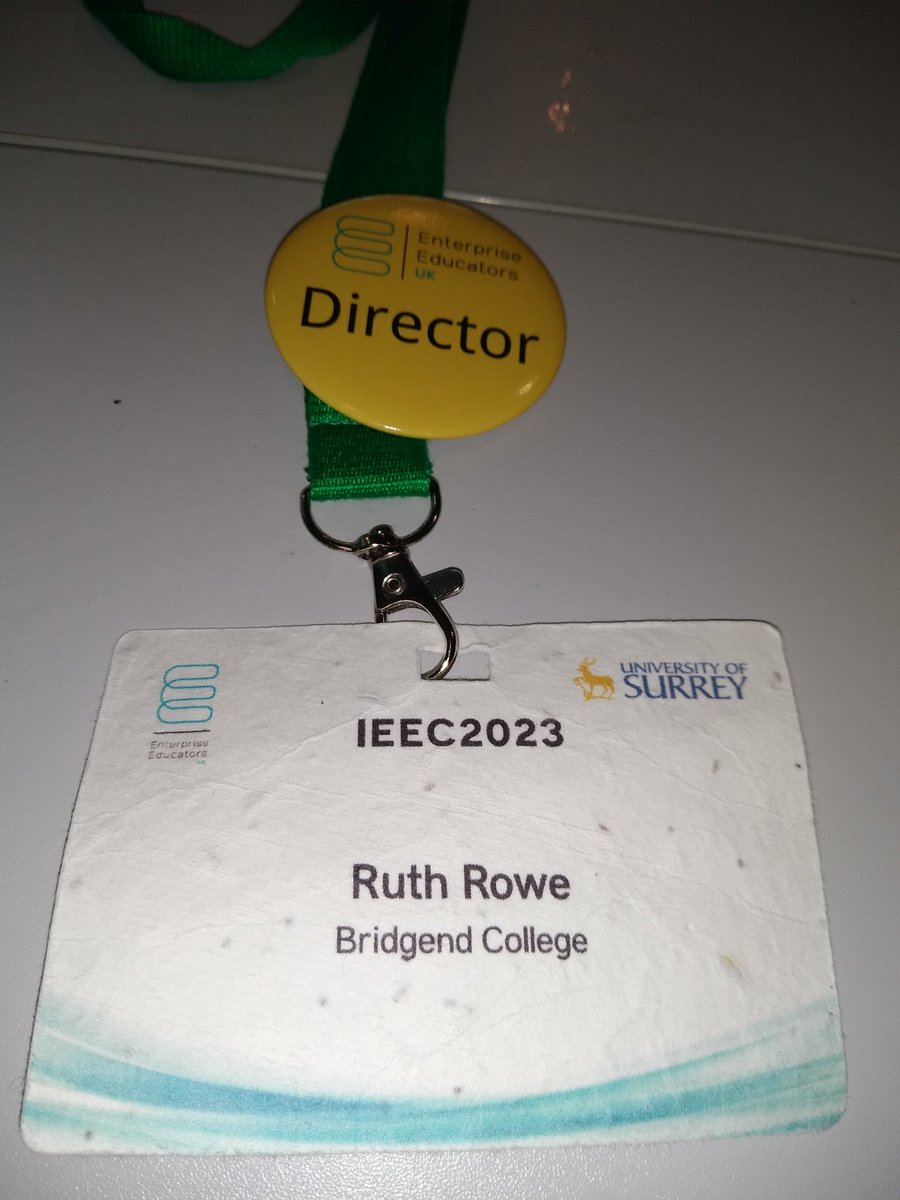 Enterprise
Educators
UK
Director
Enterprise
Educators
UK
UNIVERSITY OF
SURREY
IEEC2023
Ruth Rowe
Bridgend College